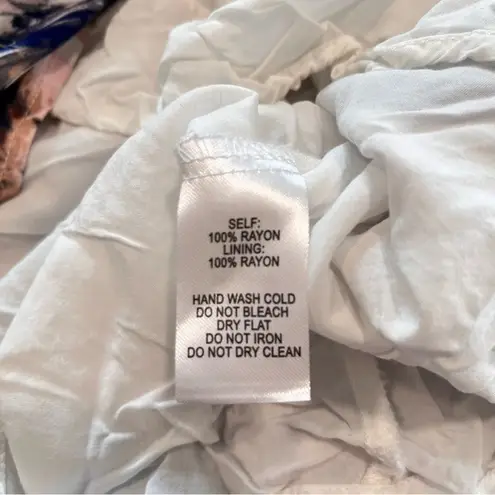 SELF:
100% RAYON
LINING:
100% RAYON
HAND WASH COLD
DO NOT BLEACH
DRY FLAT
DO NOT IRON
DO NOT DRY CLEAN